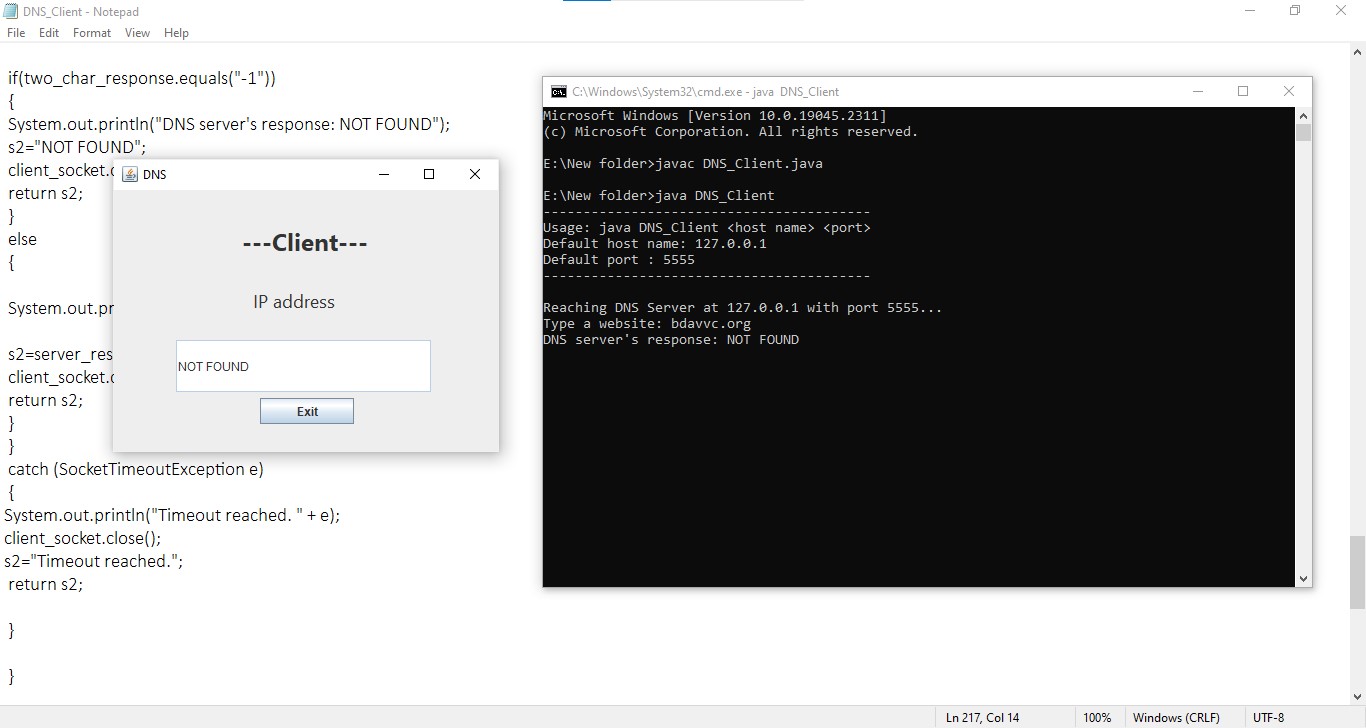 DNS_Client - Notepad
File Edit Format View Help
if(two_char_response.equals("-1"))
{
System.out.println("DNS server's response: NOT FOUND");
s2="NOT FOUND";
client_socket.
return s2;
}
else
{
System.out.pr
s2=server_res
client_socket.
return s2;
}
}
catch (SocketTimeoutException e)
{
System.out.println("Timeout reached. " + e);
client_socket.close();
s2="Timeout reached.";
return s2;
}
}
DNS
---Client---
IP address
NOT FOUND
Exit
C:\Windows\System32\cmd.exe - java DNS_Client
Microsoft Windows [Version 10.0.19045.2311]
(c) Microsoft Corporation. All rights reserved.
E:\New folder>javac DNS_Client.java
E:\New folder>java DNS_Client
-----------------------------------------
Usage: java DNS_Client <host name> <port>
Default host name: 127.0.0.1
Default port : 5555
-----------------------------------------
Reaching DNS Server at 127.0.0.1 with port 5555...
Type a website: bdavvc.org
DNS server's response: NOT FOUND
Ln 217, Col 14 100% Windows (CRLF) UTF-8